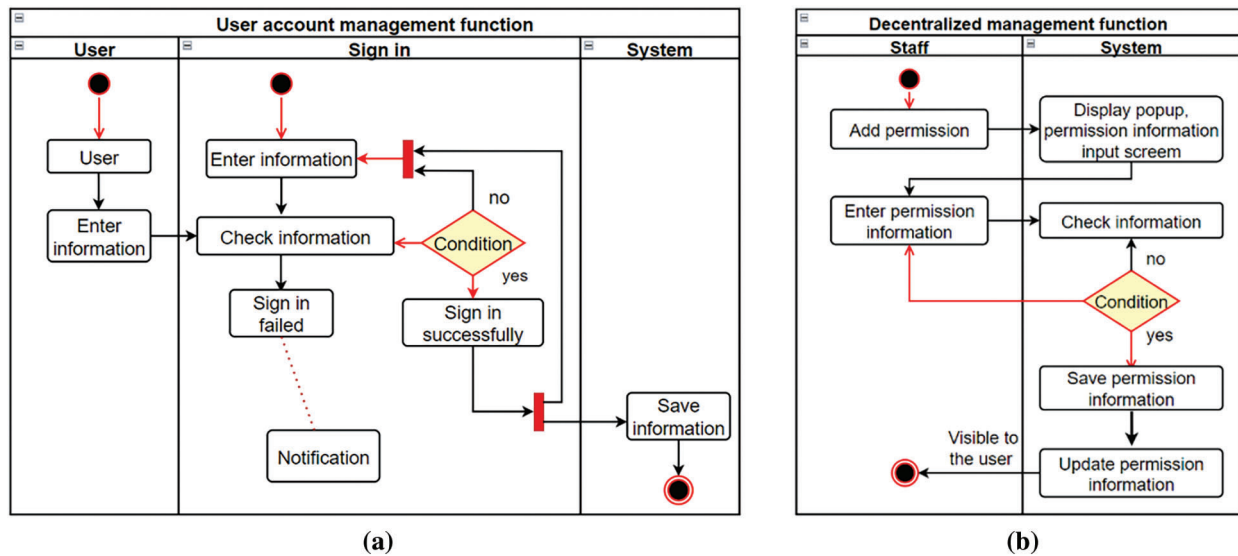 User account management function
User
Sign in
System
User
Enter
information
Enter information
Check information
Sign in
failed
Notification
no
Condition
yes
Sign in
successfully
Save
information
(a)
Decentralized management function
Staff
System
Add permission
Display popup,
permission information
input screem
Enter permission
information
Check information
no
Condition
yes
Save permission
information
Visible to
the user
Update permission
information
(b)